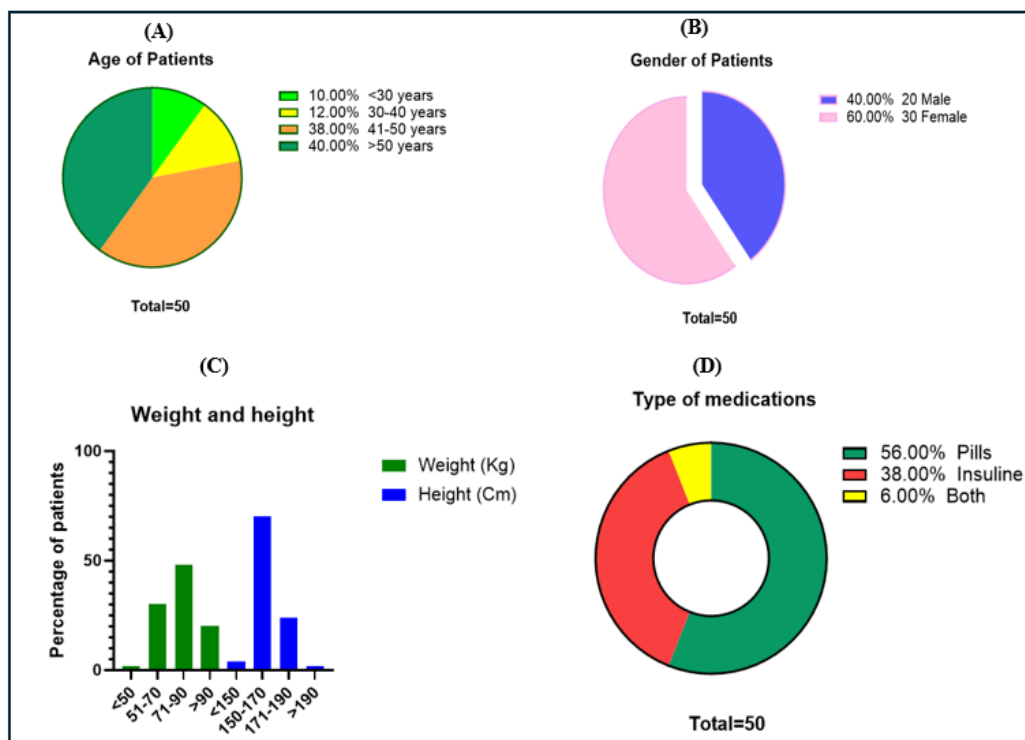 (A)
Age of Patients
10.00% <30 years
12.00% 30-40 years
38.00% 41-50 years
40.00% >50 years
Total=50
(B)
Gender of Patients
40.00% 20 Male
60.00% 30 Female
Total=50
(C)
Weight and height
Percentage of patients
100
50
0
<50
51-70
71-90
>90
<150
150-170
171-190
>190
Weight (Kg)
Height (Cm)
(D)
Type of medications
56.00% Pills
38.00% Insuline
6.00% Both
Total=50